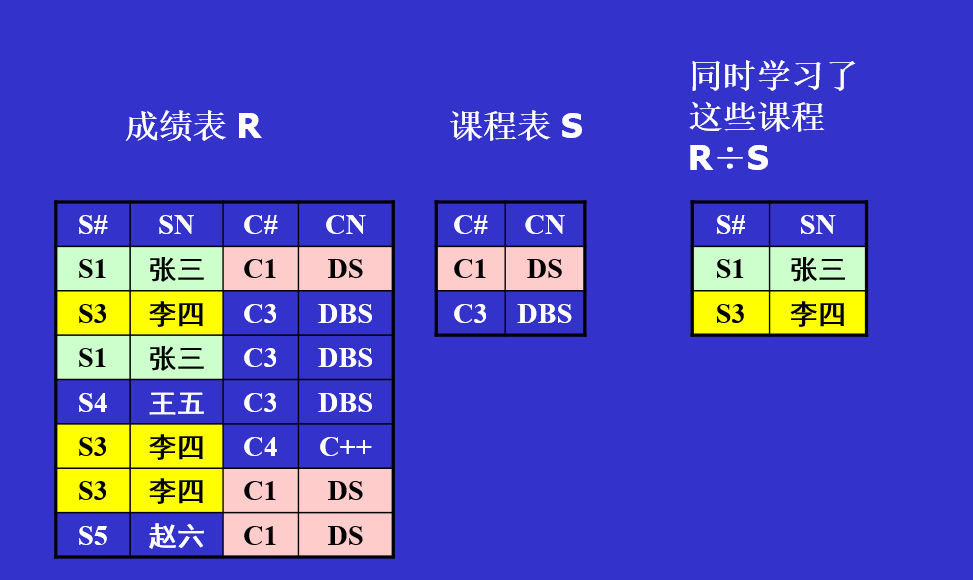 成绩表 R
课程表 S
同时学习了
这些课程
R÷S
S# SN C# CN
S1 张三 C1 DS
S3 李四 C3 DBS
S1 张三 C3 DBS
S4 王五 C3 DBS
S3 李四 C4 C++
S3 李四 C1 DS
S5 赵六 C1 DS
C# CN
C1 DS
C3 DBS
S# SN
S1 张三
S3 李四